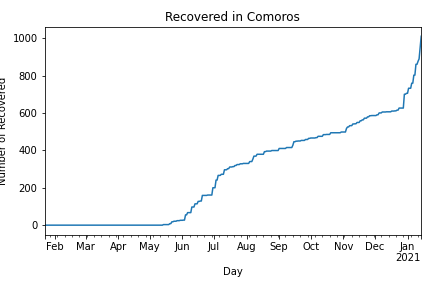 Recovered in Comoros
1000
800
600
400
200
0
Number of Recovered
Feb Mar Apr May Jun Jul Aug Sep Oct Nov Dec Jan
2021
Day